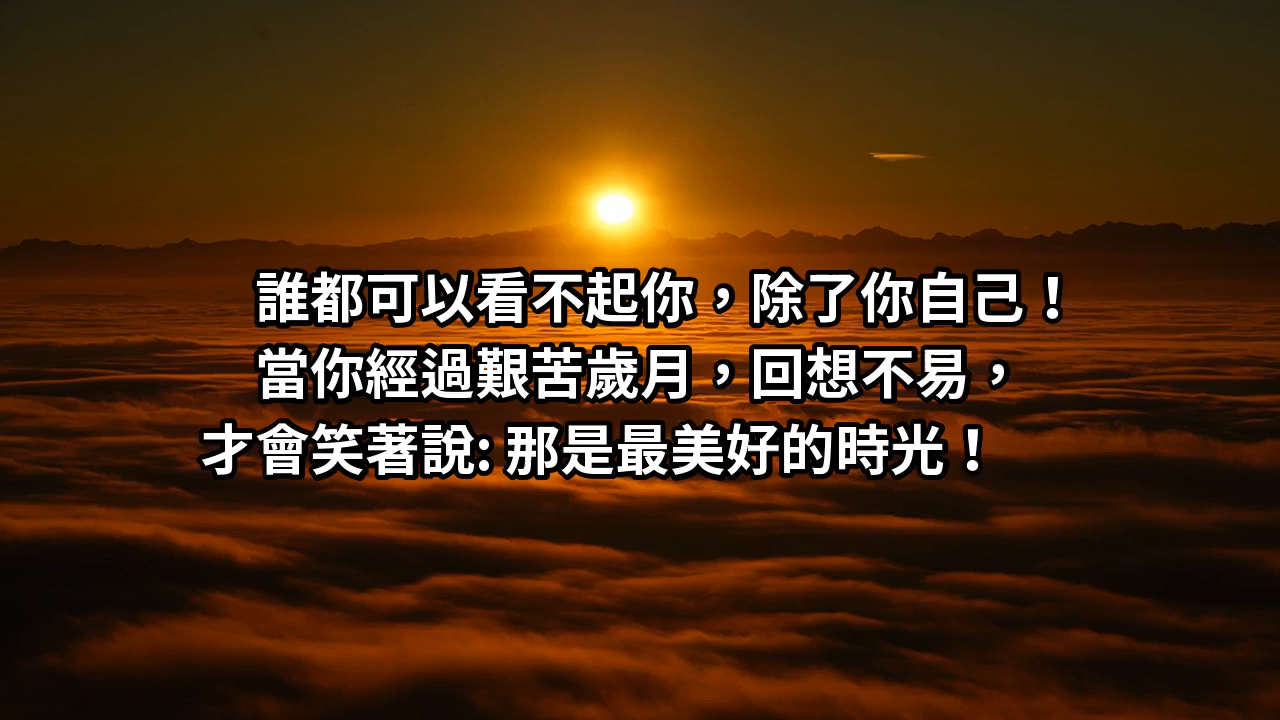 誰都可以看不起你，除了你自己！
當你經過艱苦歲月，回想不易，
才會笑著說: 那是最美好的時光！